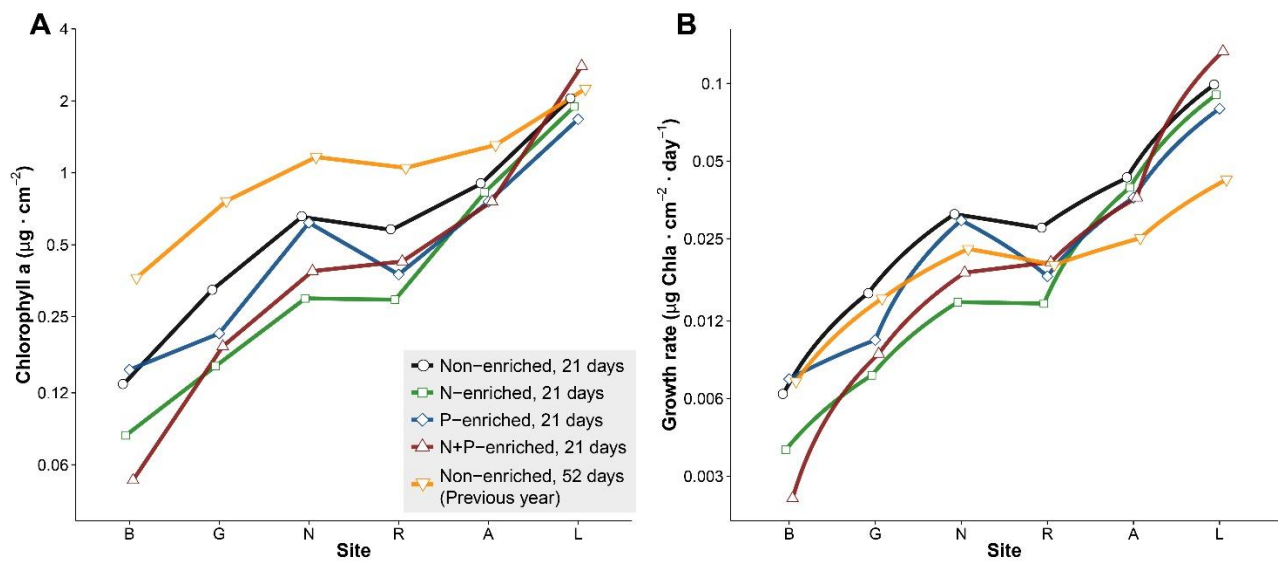 A
Chlorophyll a (µg · cm−2)
4
2
1
0.5
0.25
0.12
0.06
B G N R A L
Site
Non−enriched, 21 days
N−enriched, 21 days
P−enriched, 21 days
N+P−enriched, 21 days
Non−enriched, 52 days
(Previous year)
B
Growth rate (µg Chla · cm−2 · day−1)
0.1
0.05
0.025
0.012
0.006
0.003
B G N R A L
Site